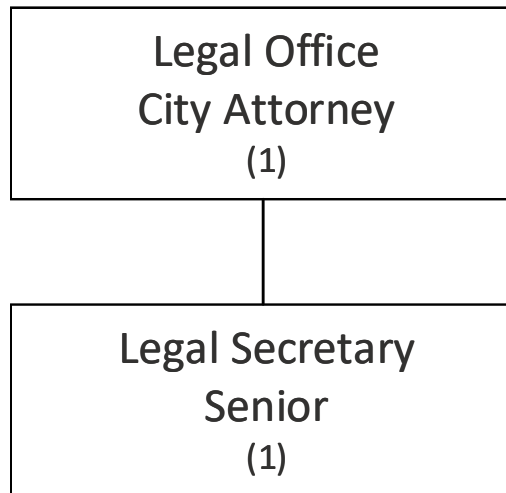 Legal Office
City Attorney
(1)
Legal Secretary
Senior
(1)